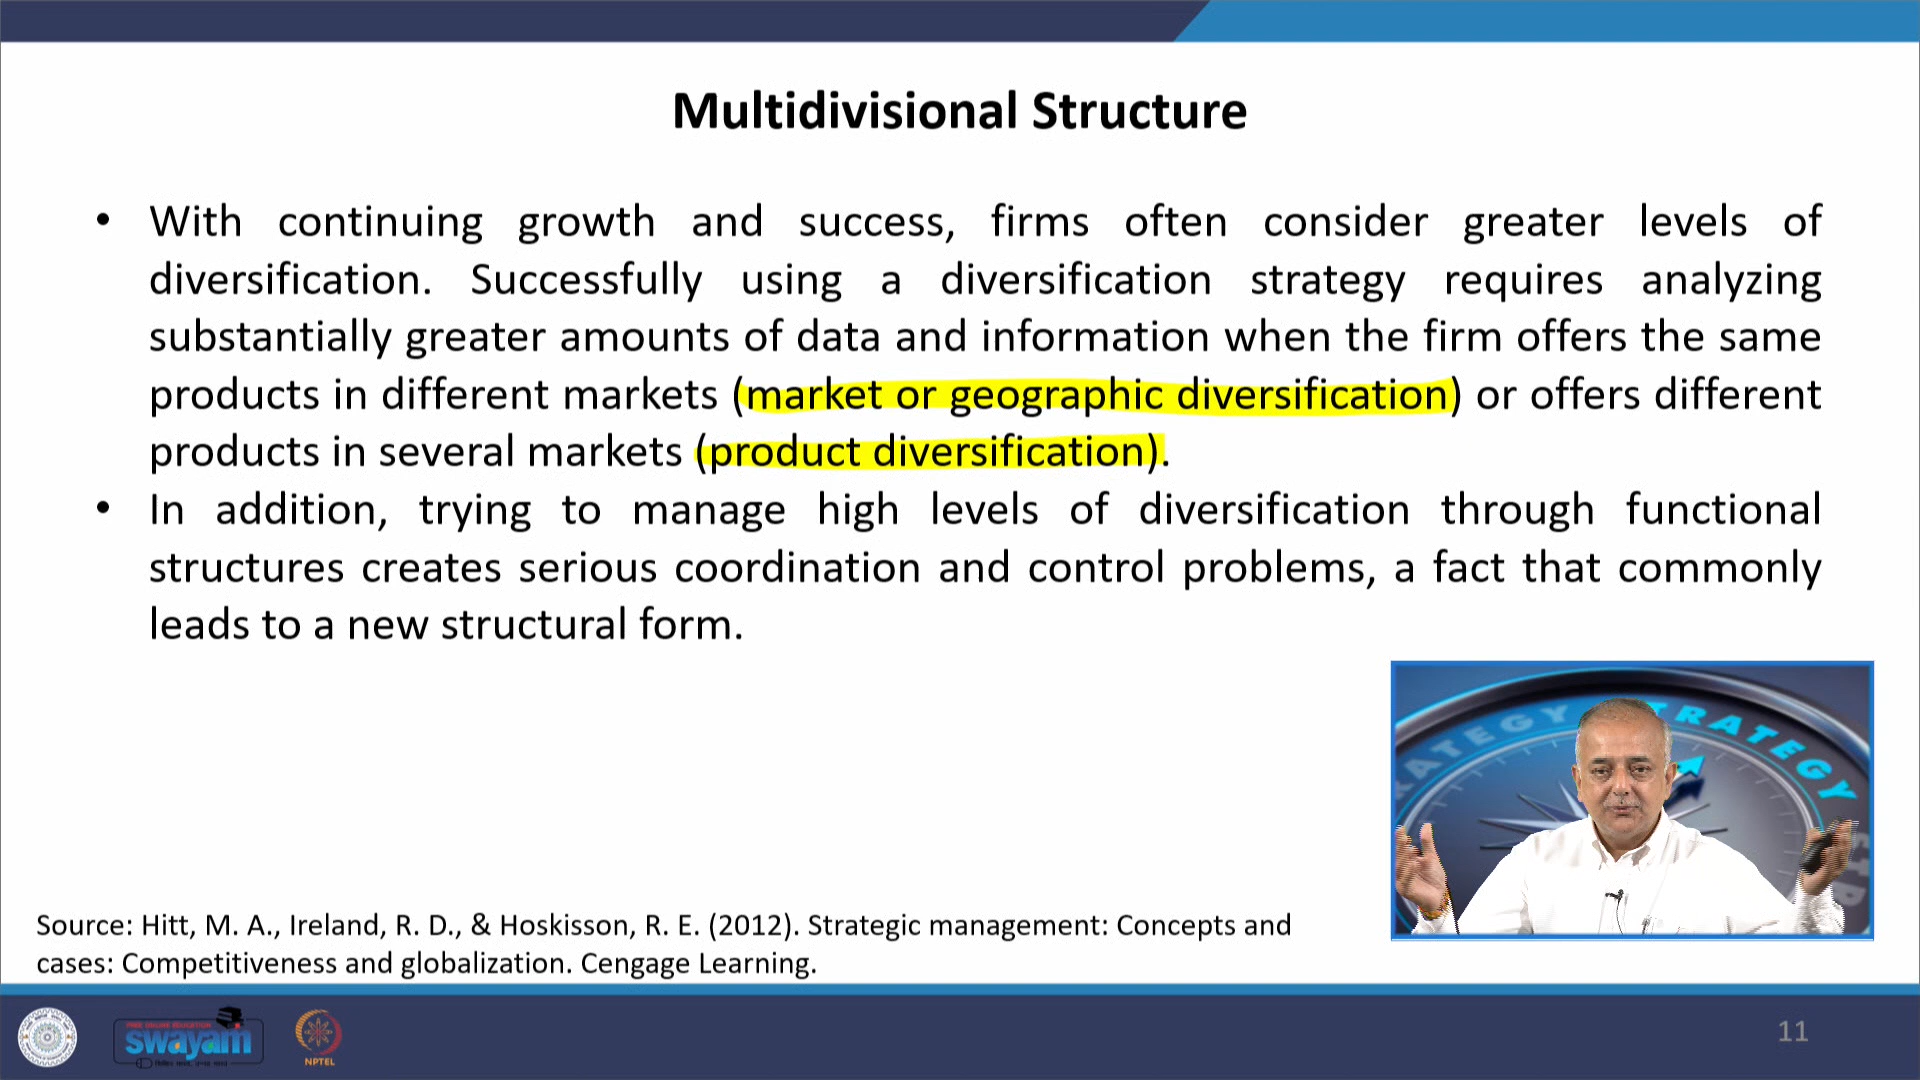 Multidivisional Structure
• With continuing growth and success, firms often consider greater levels of
diversification. Successfully using a diversification strategy requires analyzing
substantially greater amounts of data and information when the firm offers the same
products in different markets (market or geographic diversification) or offers different
products in several markets (product diversification).
• In addition, trying to manage high levels of diversification through functional
structures creates serious coordination and control problems, a fact that commonly
leads to a new structural form.
STRATEGY STRATEGY
Source: Hitt, M. A., Ireland, R. D., & Hoskisson, R. E. (2012). Strategic management: Concepts and
cases: Competitiveness and globalization. Cengage Learning.
FREE ONLINE EDUCATION
swayam
NPTEL
11